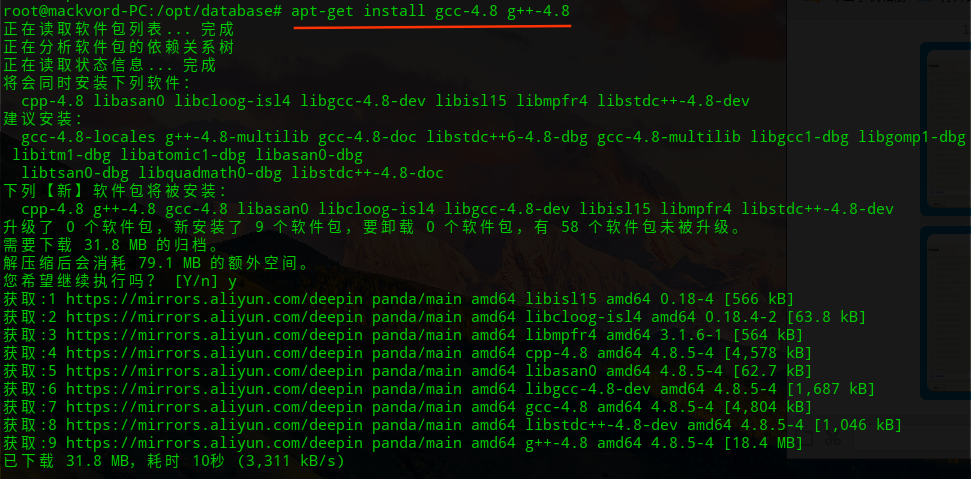 root@mackvord-PC:/opt/database# apt-get install gcc-4.8 g++-4.8
正在读取软件包列表... 完成
正在分析软件包的依赖关系树
正在读取状态信息... 完成
将会同时安装下列软件:
cpp-4.8 libasan0 libcloog-isl4 libgcc-4.8-dev libisl15 libmpfr4 libstdc++-4.8-dev
建议安装:
gcc-4.8-locales g++-4.8-multilib gcc-4.8-doc libstdc++6-4.8-dbg gcc-4.8-multilib libgcc1-dbg libgomp1-dbg
libitm1-dbg libatomic1-dbg libasan0-dbg
libtsan0-dbg libquadmath0-dbg libstdc++-4.8-doc
下列【新】软件包将被安装:
cpp-4.8 g++-4.8 gcc-4.8 libasan0 libcloog-isl4 libgcc-4.8-dev libisl15 libmpfr4 libstdc++-4.8-dev
升级了 0 个软件包，新安装了 9 个软件包，要卸载 0 个软件包，有 58 个软件包未被升级。
需要下载 31.8 MB 的归档。
解压缩后会消耗 79.1 MB 的额外空间。
您希望继续执行吗？ [Y/n] y
获取:1 https://mirrors.aliyun.com/deepin panda/main amd64 libisl15 amd64 0.18-4 [566 kB]
获取:2 https://mirrors.aliyun.com/deepin panda/main amd64 libcloog-isl4 amd64 0.18.4-2 [63.8 kB]
获取:3 https://mirrors.aliyun.com/deepin panda/main amd64 libmpfr4 amd64 3.1.6-1 [564 kB]
获取:4 https://mirrors.aliyun.com/deepin panda/main amd64 cpp-4.8 amd64 4.8.5-4 [4,578 kB]
获取:5 https://mirrors.aliyun.com/deepin panda/main amd64 libasan0 amd64 4.8.5-4 [62.7 kB]
获取:6 https://mirrors.aliyun.com/deepin panda/main amd64 libgcc-4.8-dev amd64 4.8.5-4 [1,687 kB]
获取:7 https://mirrors.aliyun.com/deepin panda/main amd64 gcc-4.8 amd64 4.8.5-4 [4,804 kB]
获取:8 https://mirrors.aliyun.com/deepin panda/main amd64 libstdc++-4.8-dev amd64 4.8.5-4 [1,046 kB]
获取:9 https://mirrors.aliyun.com/deepin panda/main amd64 g++-4.8 amd64 4.8.5-4 [18.4 MB]
已下载 31.8 MB，耗时 10秒 (3,311 kB/s)